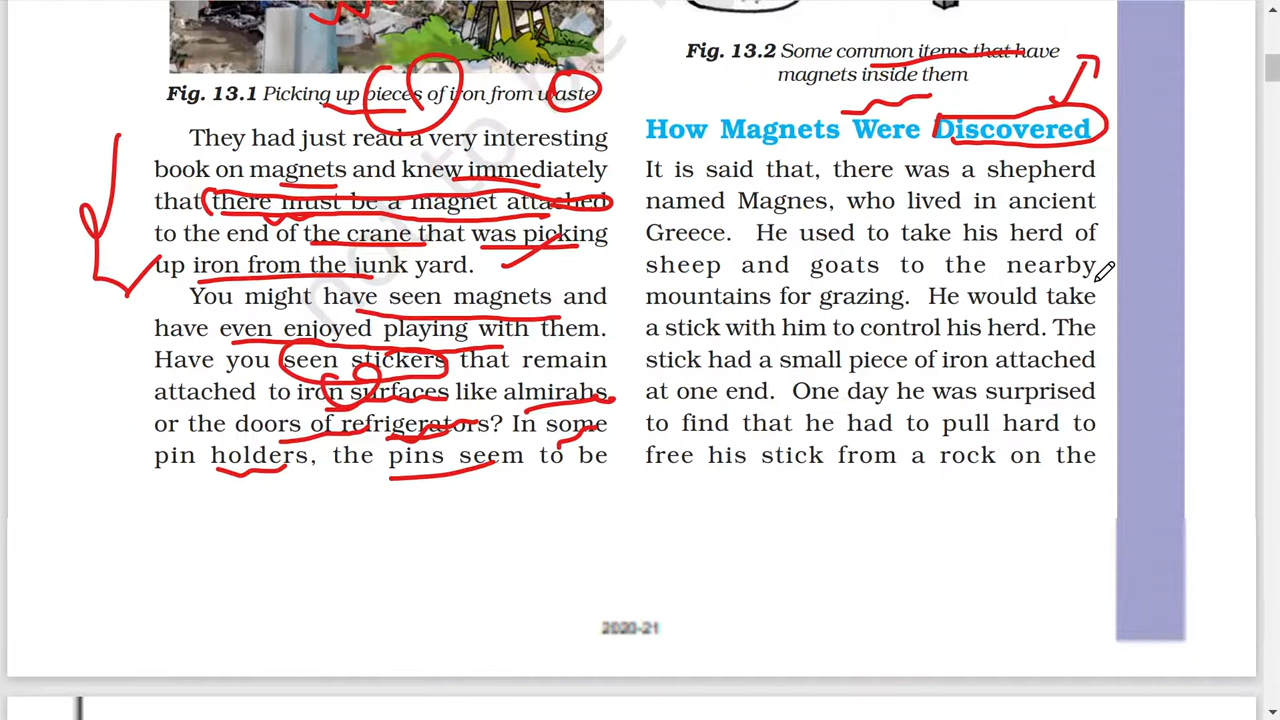 Fig. 13.1 Picking up pieces of iron from waste
They had just read a very interesting
book on magnets and knew immediately
that there must be a magnet attached
to the end of the crane that was picking
up iron from the junk yard.
You might have seen magnets and
have even enjoyed playing with them.
Have you seen stickers that remain
attached to iron surfaces like almirahs
or the doors of refrigerators? In some
pin holders, the pins seem to be
Fig. 13.2 Some common items that have
magnets inside them
How Magnets Were Discovered
It is said that, there was a shepherd
named Magnes, who lived in ancient
Greece. He used to take his herd of
sheep and goats to the nearby
mountains for grazing. He would take
a stick with him to control his herd. The
stick had a small piece of iron attached
at one end. One day he was surprised
to find that he had to pull hard to
free his stick from a rock on the
2020-21